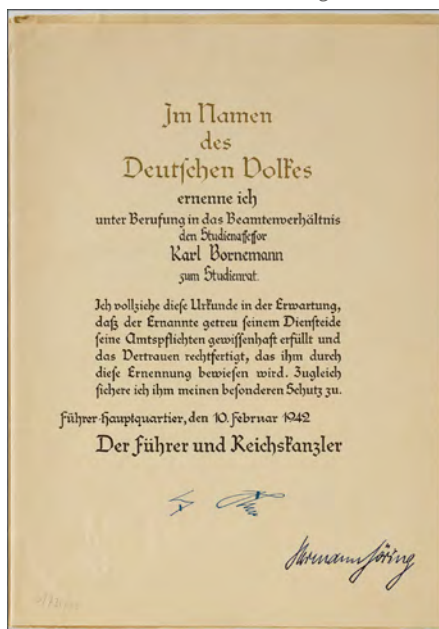 Im Namen
des
Deutschen Volkes
ernenne ich
unter Berufung in das Beamtenverhältnis
den Studienassessor
Karl Bornemann
zum Studienrat.
Ich vollziehe diese Urkunde in der Erwartung,
daß der Ernannte getreu seinem Diensteide
seine Amtspflichten gewissenhaft erfüllt und
das Vertrauen rechtfertigt, das ihm durch
diese Ernennung bewiesen wird. Zugleich
sichere ich ihm meinen besonderen Schutz zu.
Führer-Hauptquartier, den 10. Februar 1942
Der Führer und Reichskanzler
Hermann Göring